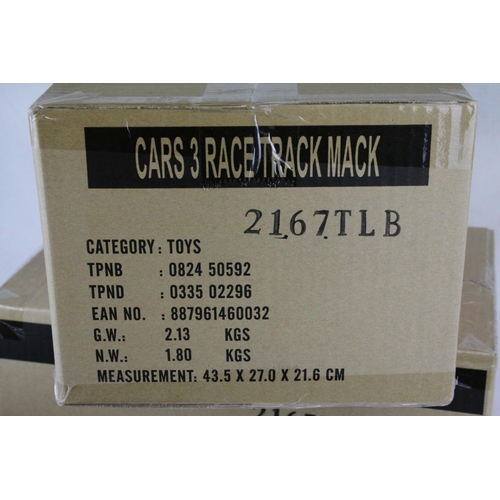 CARS 3 RACE TRACK MACK
2167TLB
CATEGORY: TOYS
TPNB : 0824 50592
TPND : 0335 02296
EAN NO. : 887961460032
G.W.: 2.13 KGS
N.W.: 1.80 KGS
MEASUREMENT: 43.5 X 27.0 X 21.6 CM
2167